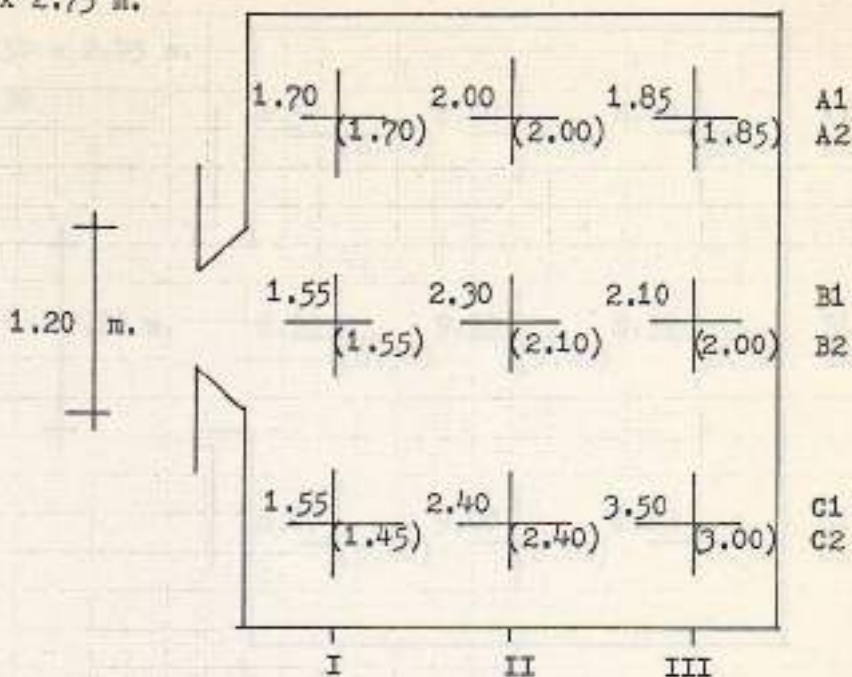 x 2.75 m.
1.70 2.00 1.85 A1
(1.70) (2.00) (1.85) A2
1.55 2.30 2.10 B1
1.20 m. (1.55) (2.10) (2.00) B2
1.55 2.40 3.50 C1
(1.45) (2.40) (3.00) C2
I II III